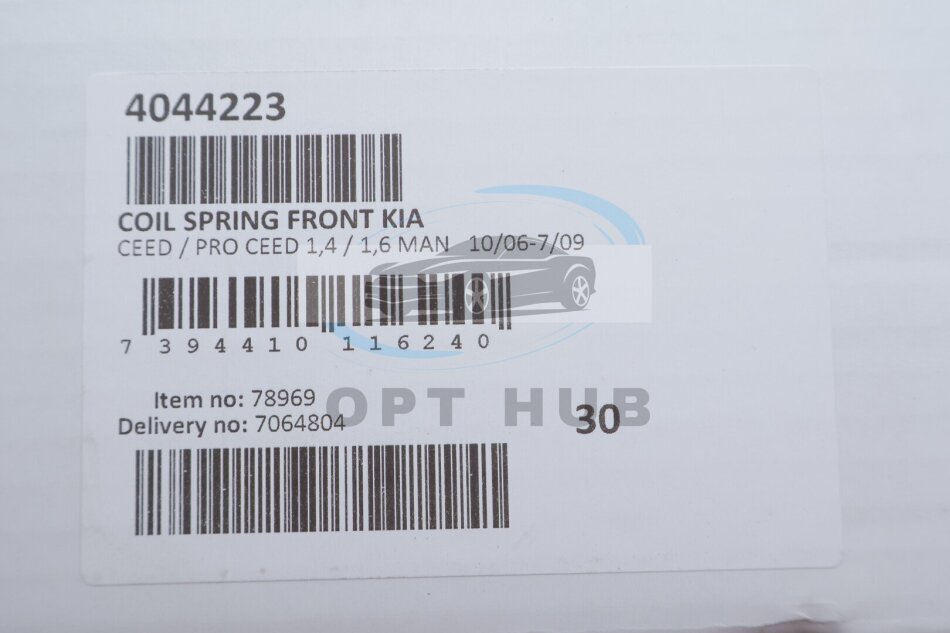 4044223
COIL SPRING FRONT KIA
CEED / PRO CEED 1,4 / 1,6 MAN 10/06-7/09
7 394410 116240
OPT HUB
Item no: 78969
Delivery no: 7064804
30